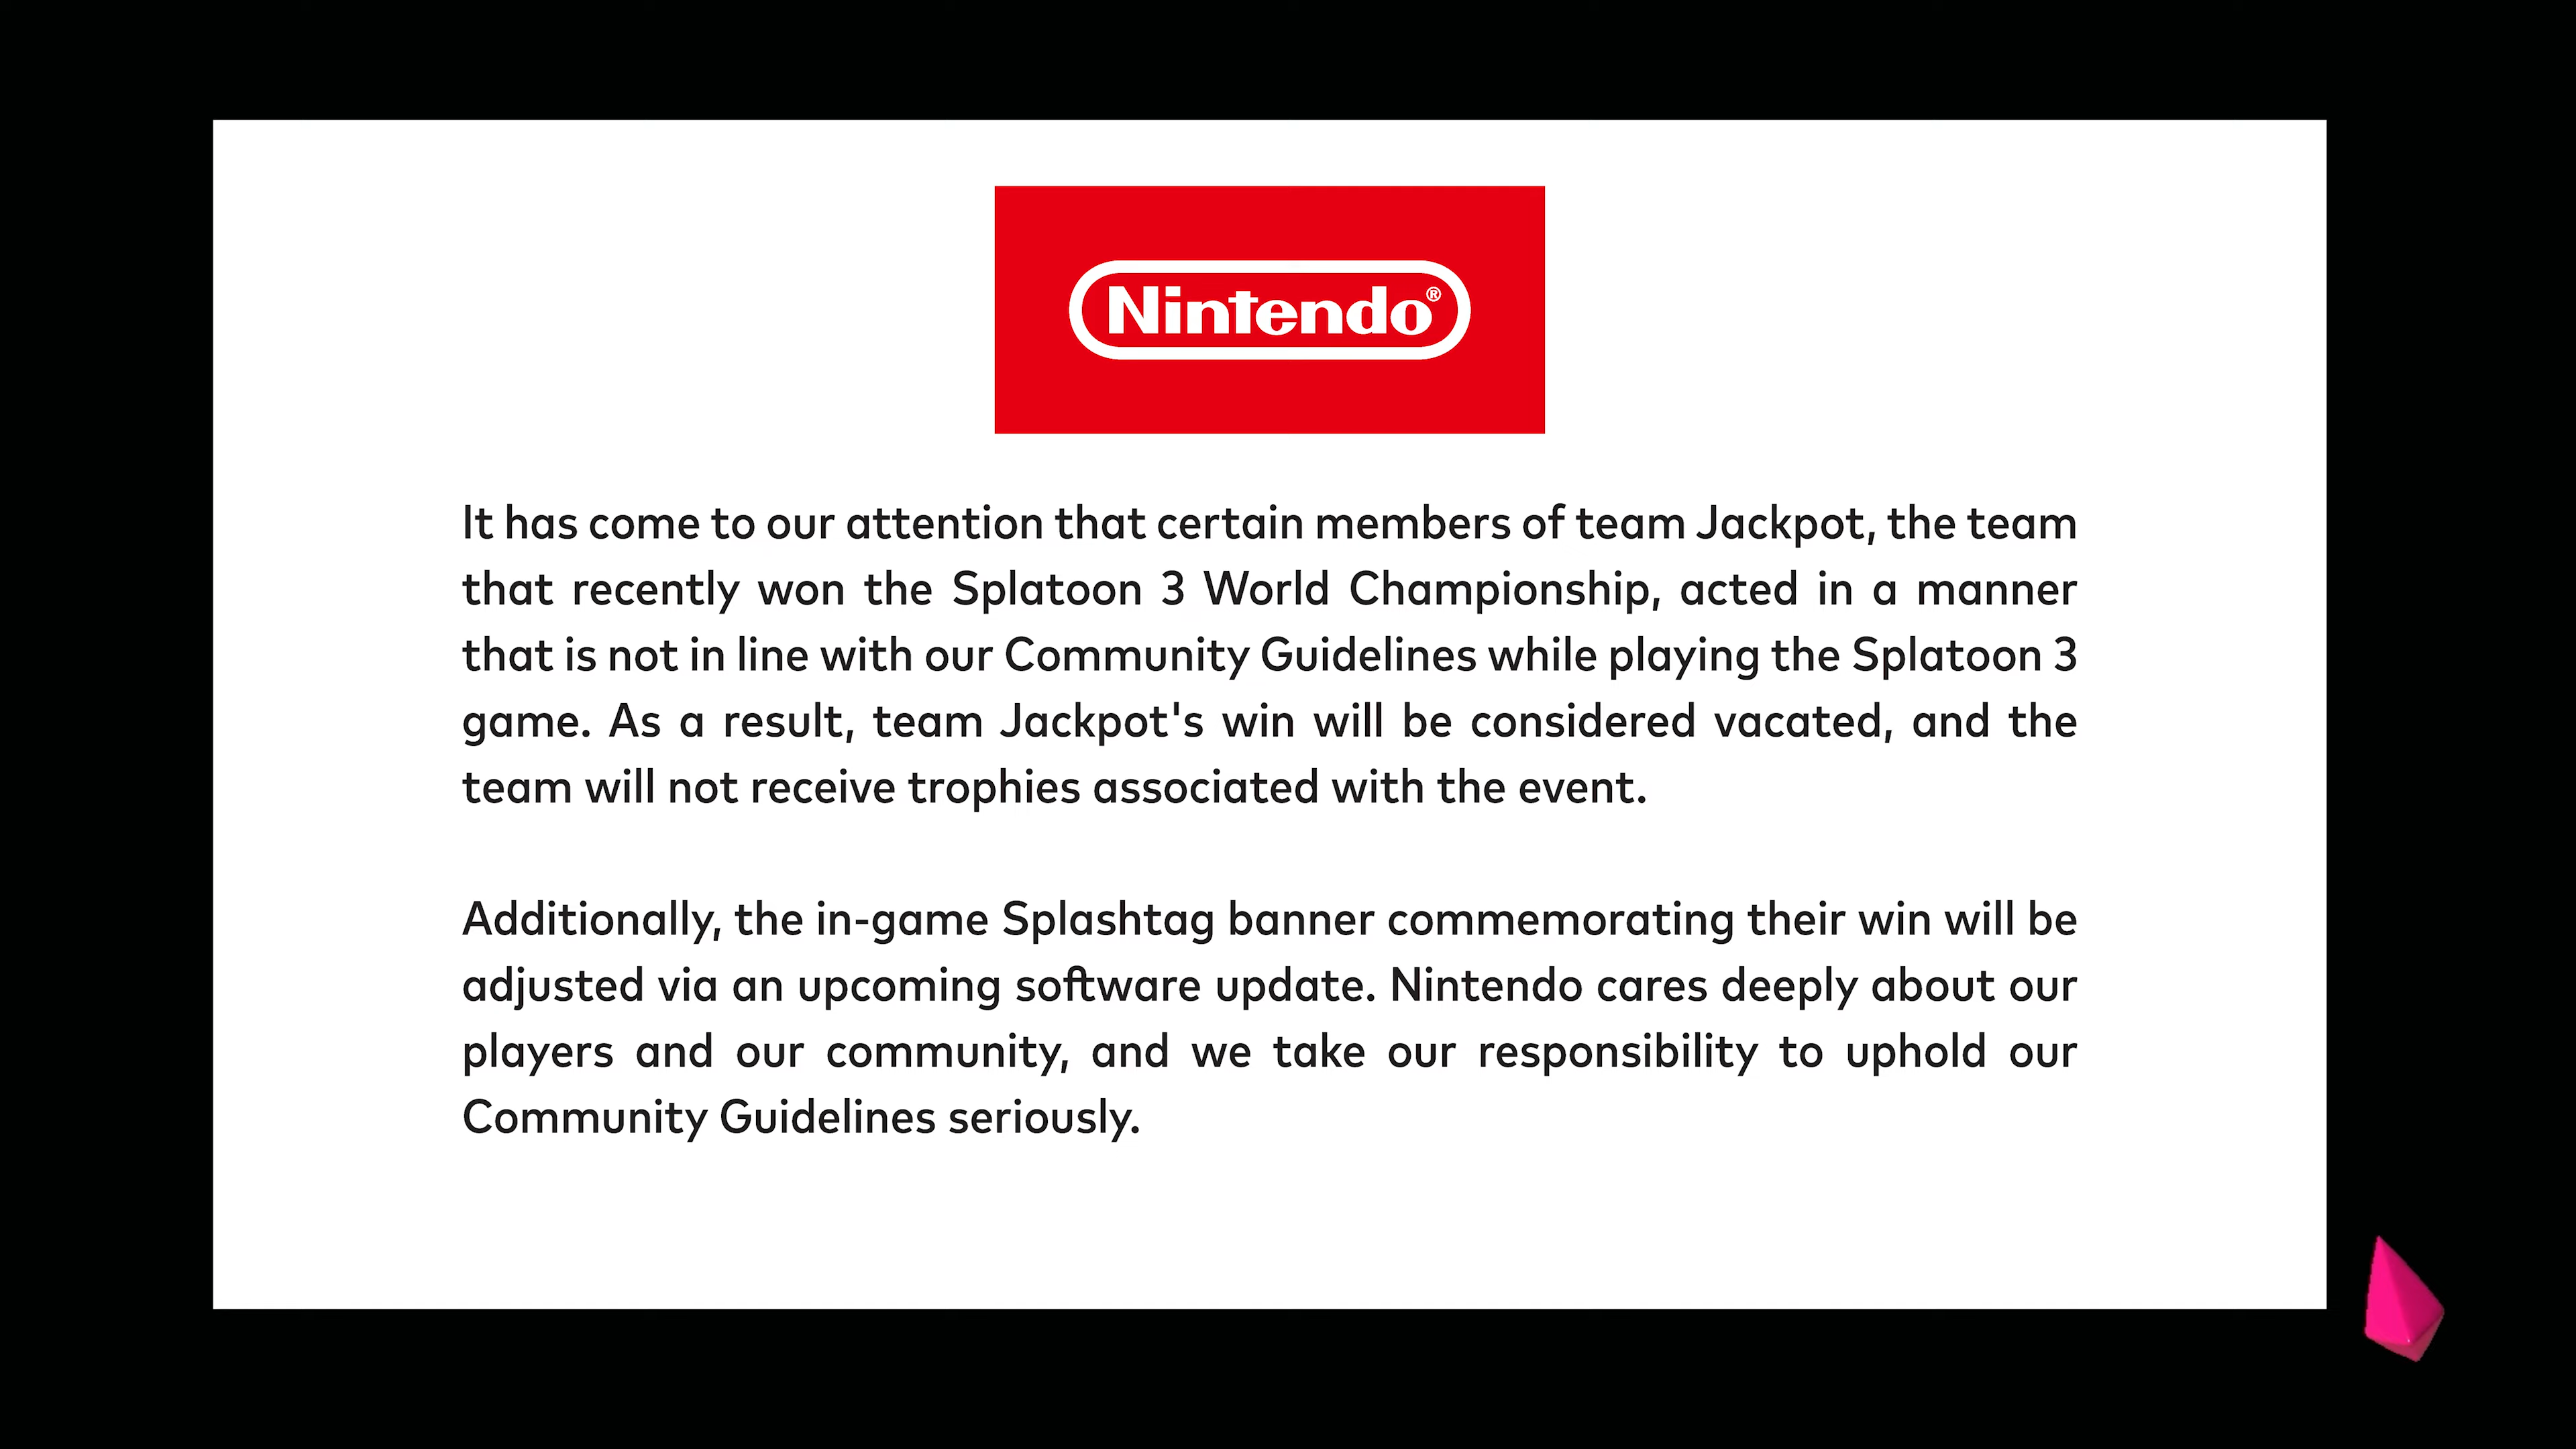 Nintendo®
It has come to our attention that certain members of team Jackpot, the team
that recently won the Splatoon 3 World Championship, acted in a manner
that is not in line with our Community Guidelines while playing the Splatoon 3
game. As a result, team Jackpot's win will be considered vacated, and the
team will not receive trophies associated with the event.
Additionally, the in-game Splashtag banner commemorating their win will be
adjusted via an upcoming software update. Nintendo cares deeply about our
players and our community, and we take our responsibility to uphold our
Community Guidelines seriously.